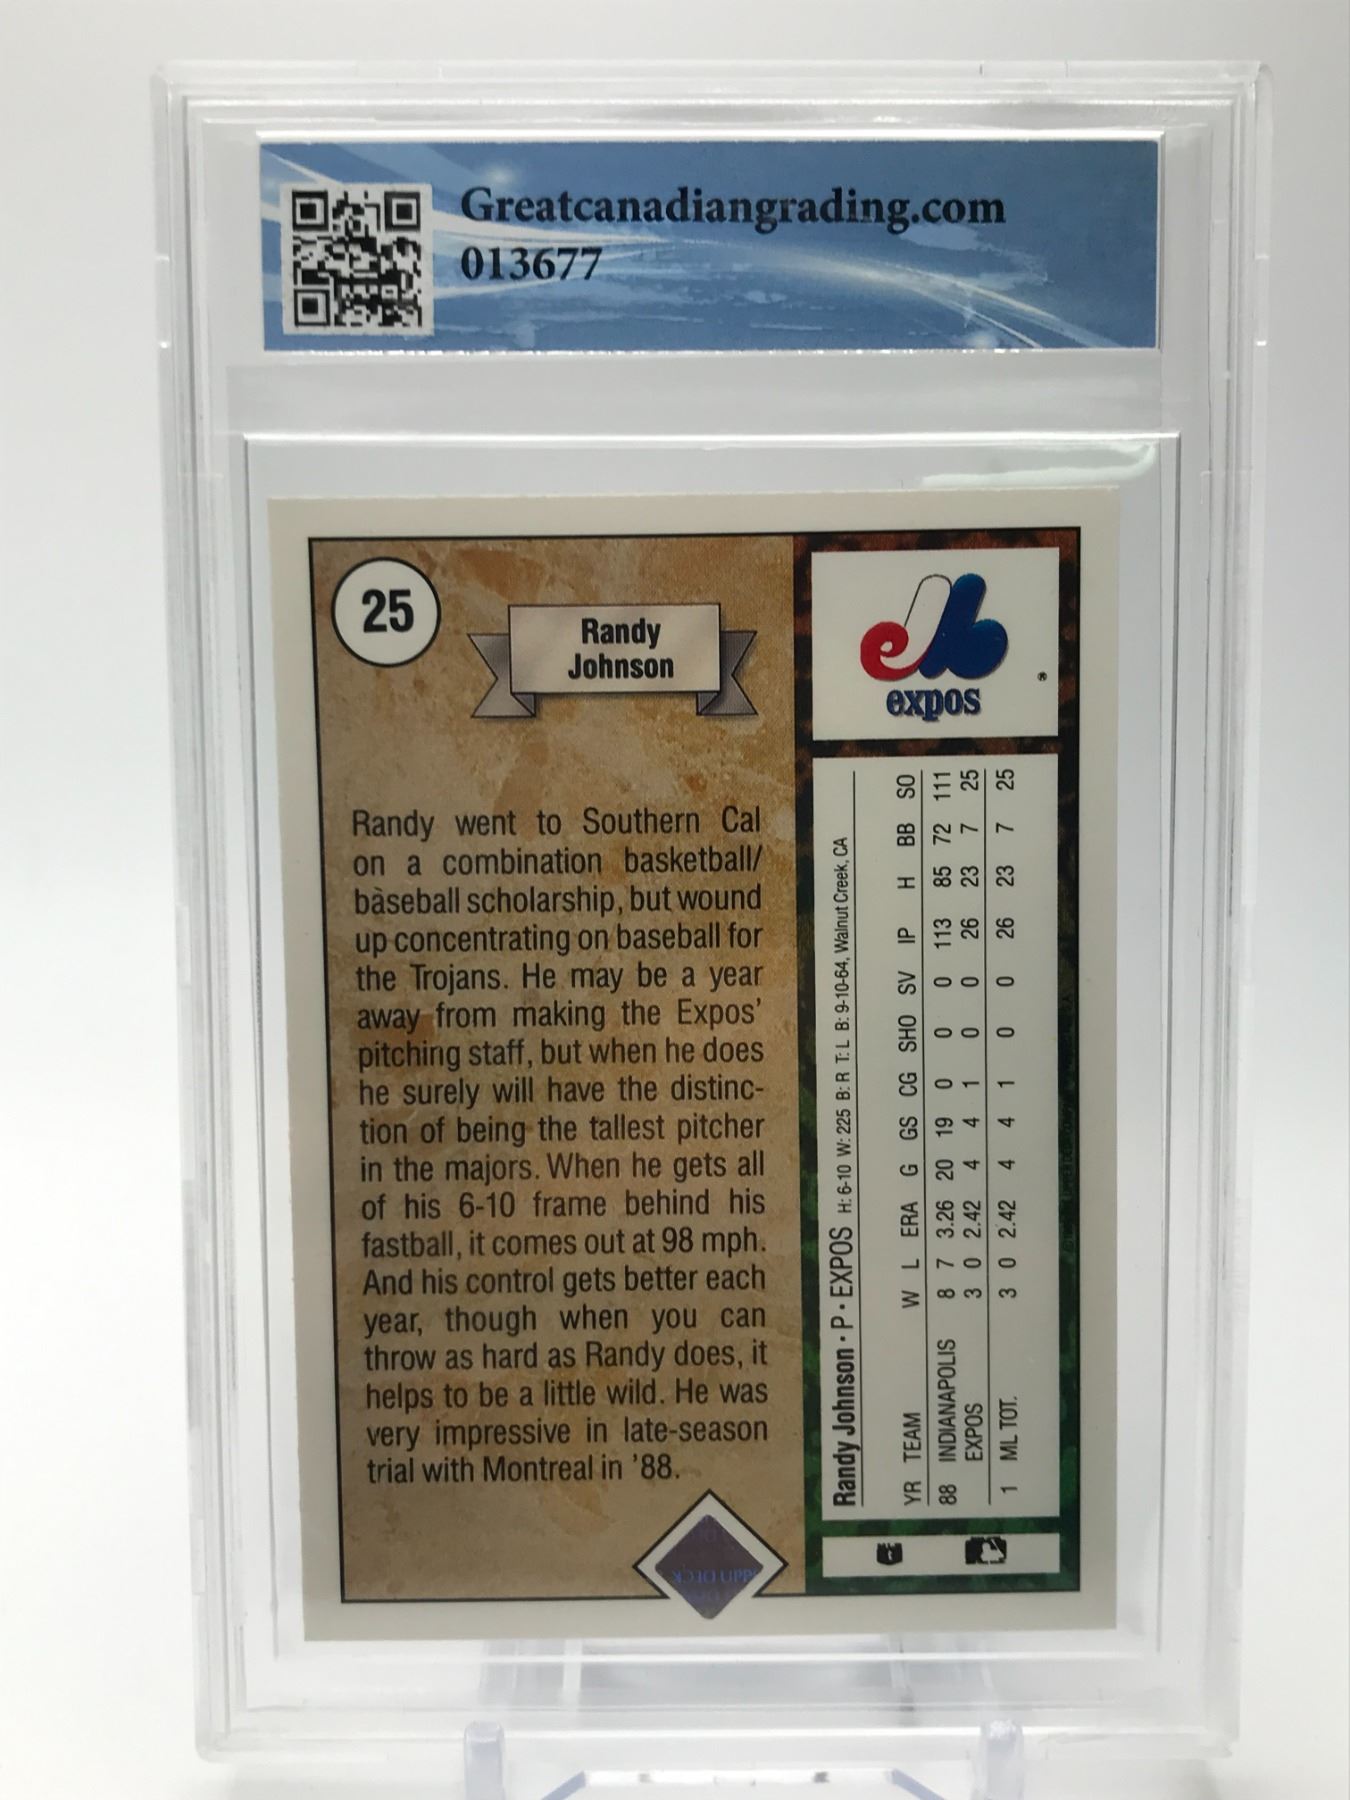 Greatcanadiangrading.com
013677
25
Randy
Johnson
expos
®
Randy went to Southern Cal
on a combination basketball/
baseball scholarship, but wound
up concentrating on baseball for
the Trojans. He may be a year
away from making the Expos'
pitching staff, but when he does
he surely will have the distinc-
tion of being the tallest pitcher
in the majors. When he gets all
of his 6-10 frame behind his
fastball, it comes out at 98 mph.
And his control gets better each
year, though when you can
throw as hard as Randy does, it
helps to be a little wild. He was
very impressive in late-season
trial with Montreal in '88.
Randy Johnson • P • EXPOS H: 6-10 W: 225 B: R T: L B: 9-10-64, Walnut Creek, CA
YR TEAM W L ERA G GS CG SHO SV IP H BB SO
88 INDIANAPOLIS 8 7 3.26 20 19 0 0 0 113 85 72 111
EXPOS 3 0 2.42 4 4 1 0 0 26 23 7 25
1 ML TOT. 3 0 2.42 4 4 1 0 0 26 23 7 25